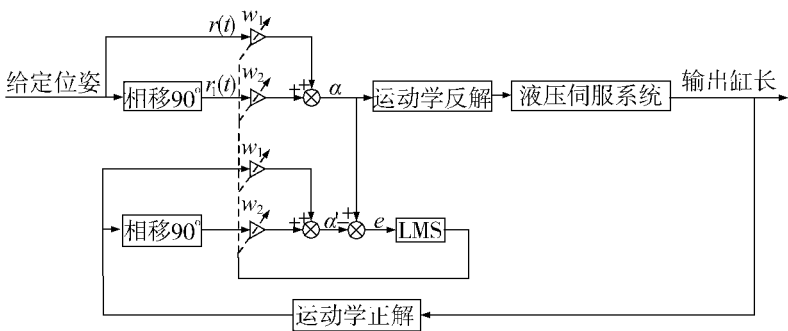 r(t)
w₁
给定位姿
相移90°
r₁(t)
w₂
+
+
α
运动学反解
液压伺服系统
输出缸长
w₁
相移90°
w₂
+
+
α′
+
−
e
LMS
运动学正解